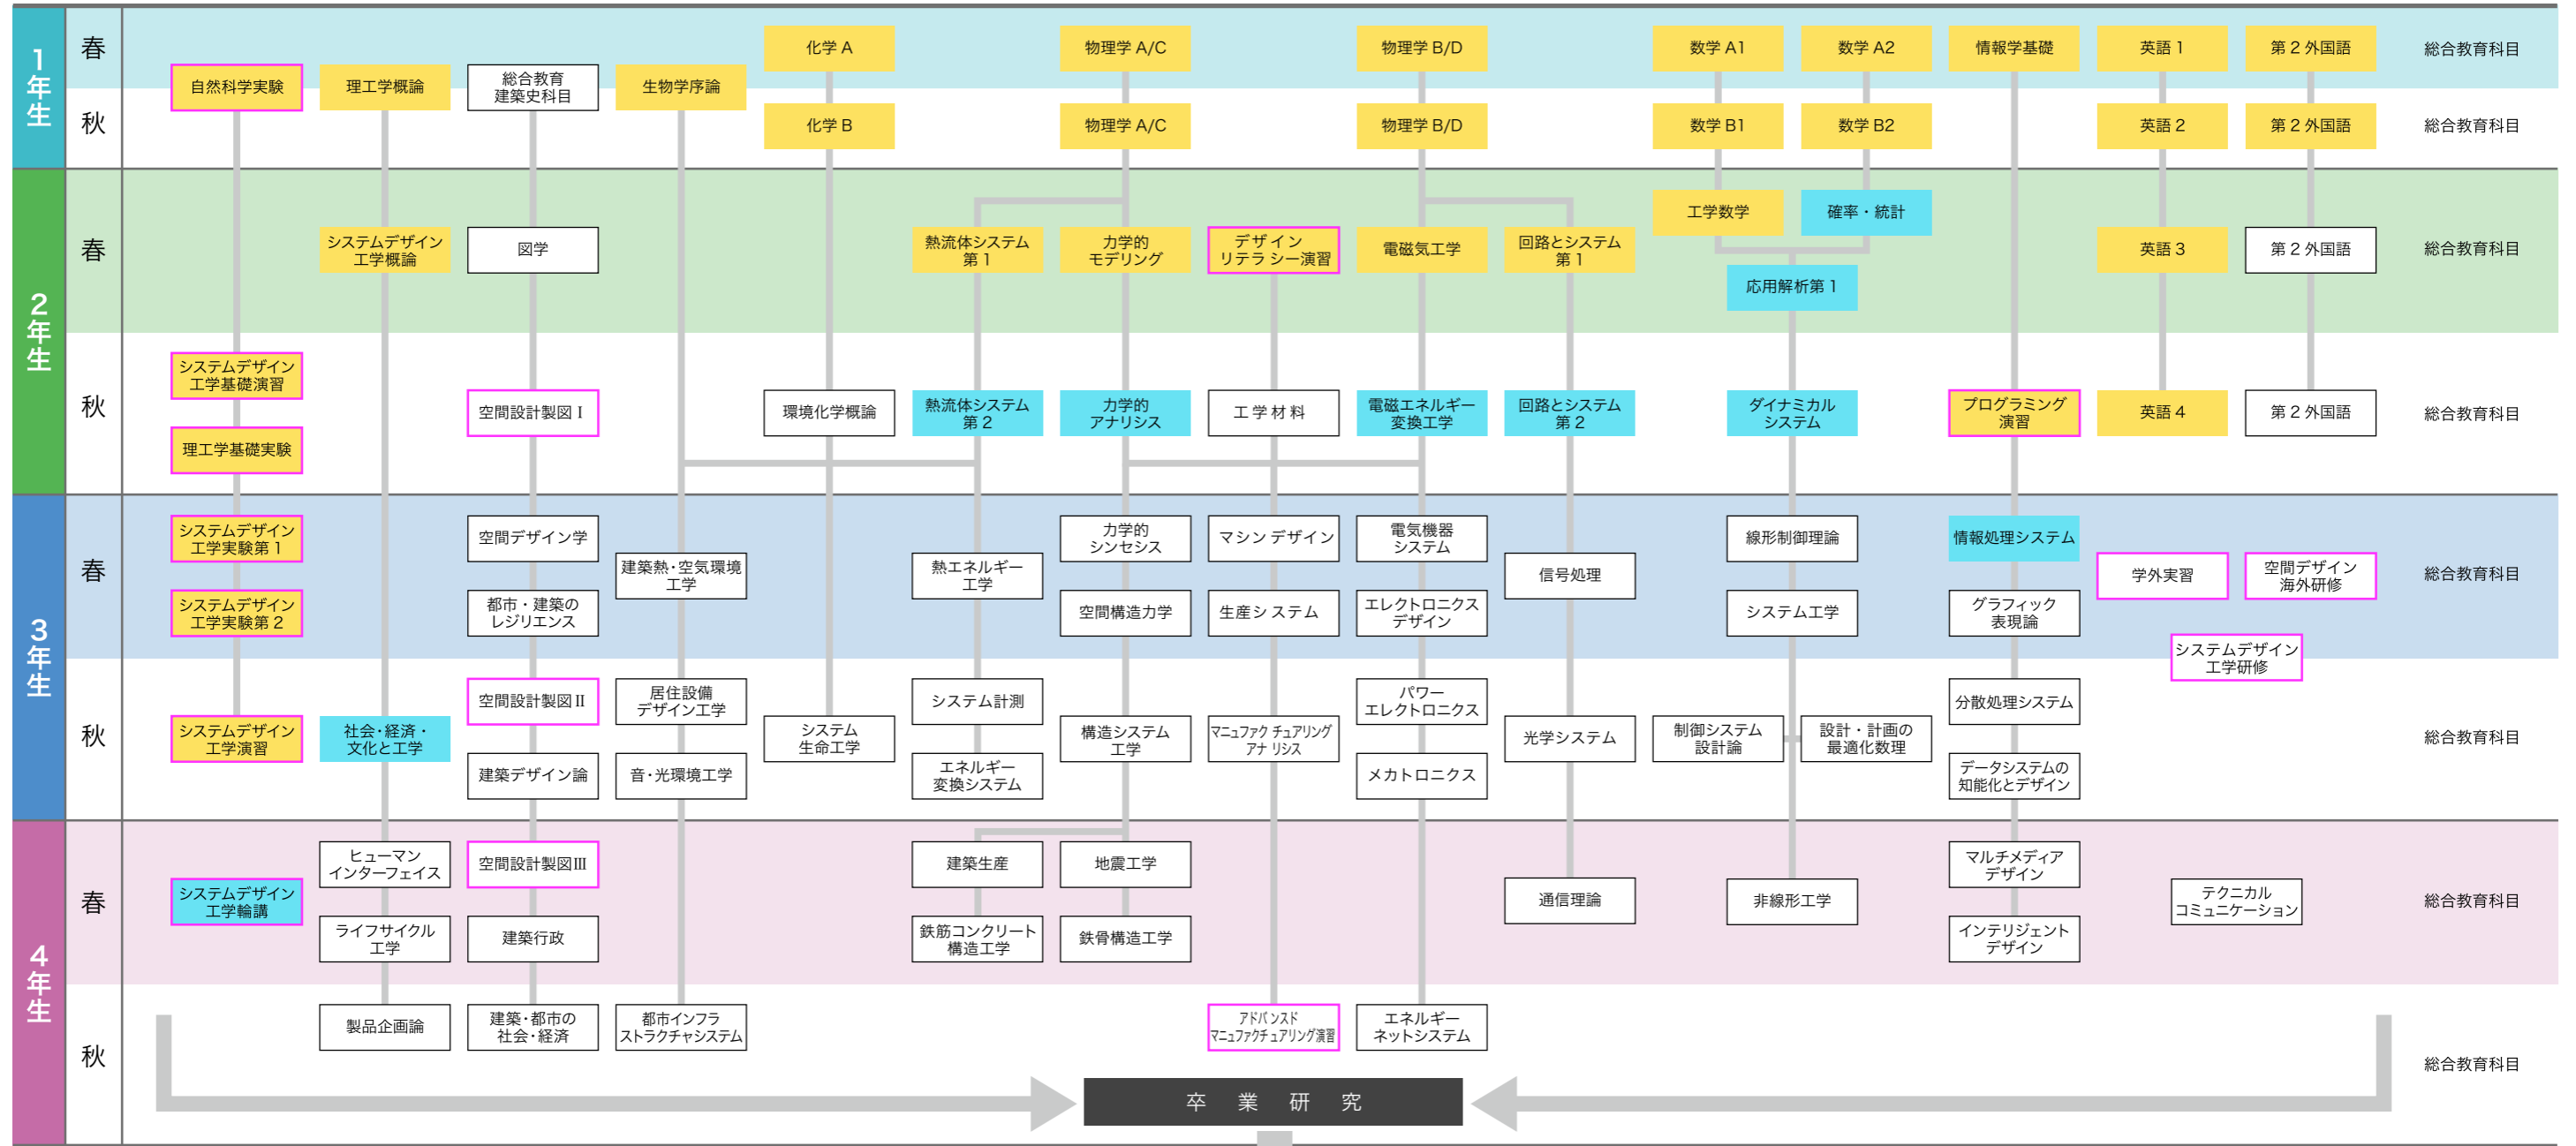 1年生
春
化学 A
物理学 A/C
物理学 B/D
数学 A1
数学 A2
情報学基礎
英語 1
第 2 外国語
総合教育科目
自然科学実験
理工学概論
総合教育
建築史科目
生物学序論
秋
化学 B
物理学 A/C
物理学 B/D
数学 B1
数学 B2
英語 2
第 2 外国語
総合教育科目
2年生
春
工学数学
確率・統計
システムデザイン
工学概論
図学
熱流体システム
第 1
力学的
モデリング
デザイン
リテラ シー演習
電磁気工学
回路とシステム
第 1
英語 3
第 2 外国語
総合教育科目
応用解析第 1
秋
システムデザイン
工学基礎演習
空間設計製図 I
環境化学概論
熱流体システム
第 2
力学的
アナリシス
工 学 材 料
電磁エネルギー
変換工学
回路とシステム
第 2
ダイナミカル
システム
プログラミング
演習
英語 4
第 2 外国語
総合教育科目
理工学基礎実験
3年生
春
システムデザイン
工学実験第 1
空間デザイン学
力学的
シンセシス
マシン デザイン
電気機器
システム
線形制御理論
情報処理システム
建築熱・空気環境
工学
熱エネルギー
工学
信号処理
学外実習
空間デザイン
海外研修
総合教育科目
システムデザイン
工学実験第 2
都市・建築の
レジリエンス
空間構造力学
生産シ ステム
エレクトロニクス
デザイン
システム工学
グラフィック
表現論
システムデザイン
工学研修
秋
空間設計製図 II
居住設備
デザイン工学
システム計測
パワー
エレクトロニクス
分散処理システム
システムデザイン
工学演習
社会・経済・
文化と工学
システム
生命工学
構造システム
工学
マニュファク チュアリング
アナ リシス
光学システム
制御システム
設計論
設計・計画の
最適化数理
総合教育科目
建築デザイン論
音・光環境工学
エネルギー
変換システム
メカトロニクス
データシステムの
知能化とデザイン
4年生
春
ヒューマン
インターフェイス
空間設計製図III
建築生産
地震工学
マルチメディア
デザイン
システムデザイン
工学輪講
通信理論
非線形工学
テクニカル
コミュニケーション
総合教育科目
ライフサイクル
工学
建築行政
鉄筋コンクリート
構造工学
鉄骨構造工学
インテリジェント
デザイン
秋
製品企画論
建築・都市の
社会・経済
都市インフラ
ストラクチャシステム
アドバンスド
マニュファクチュアリング演習
エネルギー
ネットシステム
総合教育科目
卒 業 研 究